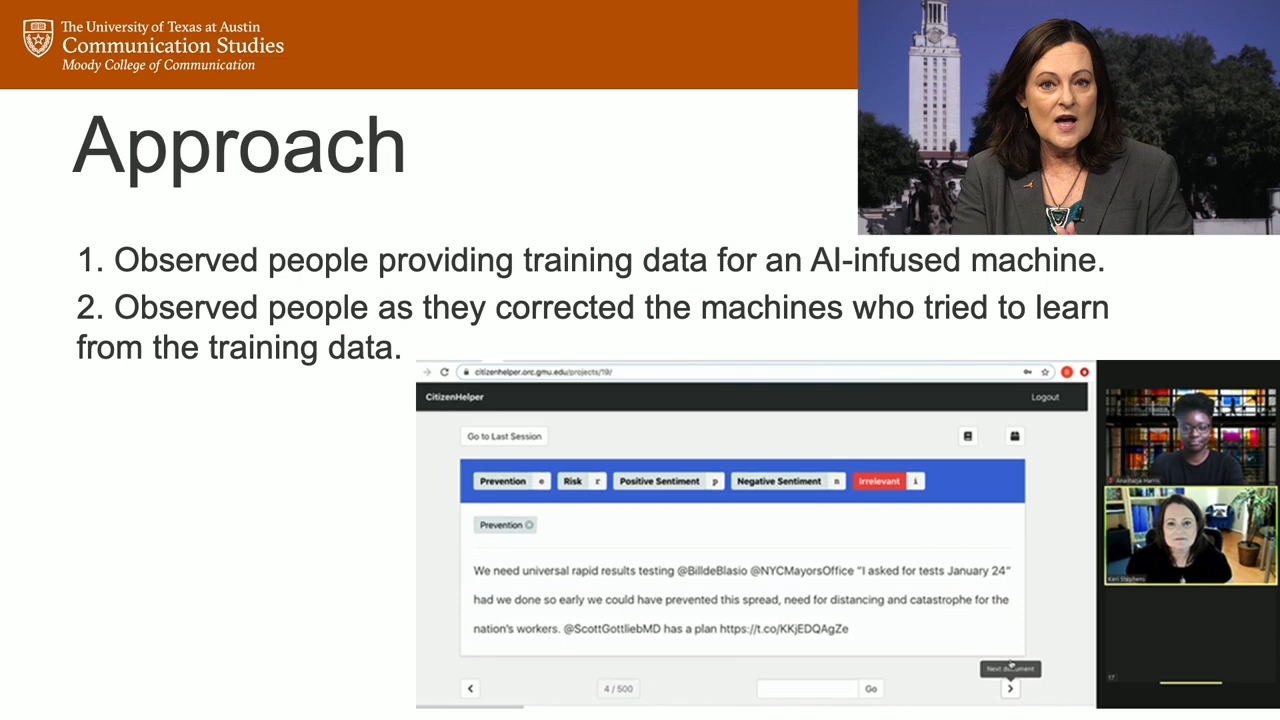 The University of Texas at Austin
Communication Studies
Moody College of Communication
Approach
1. Observed people providing training data for an AI-infused machine.
2. Observed people as they corrected the machines who tried to learn
from the training data.
citizenhelper.orc.gmu.edu/projects/19/
CitizenHelper
Logout
Go to Last Session
Prevention e Risk r Positive Sentiment p Negative Sentiment n Irrelevant i
Prevention
We need universal rapid results testing @BilldeBlasio @NYCMayorsOffice "I asked for tests January 24"
had we done so early we could have prevented this spread, need for distancing and catastrophe for the
nation's workers. @ScottGottliebMD has a plan https://t.co/KKjEDQAgZe
Next document
4 / 500
Go
Keri Stephens
17